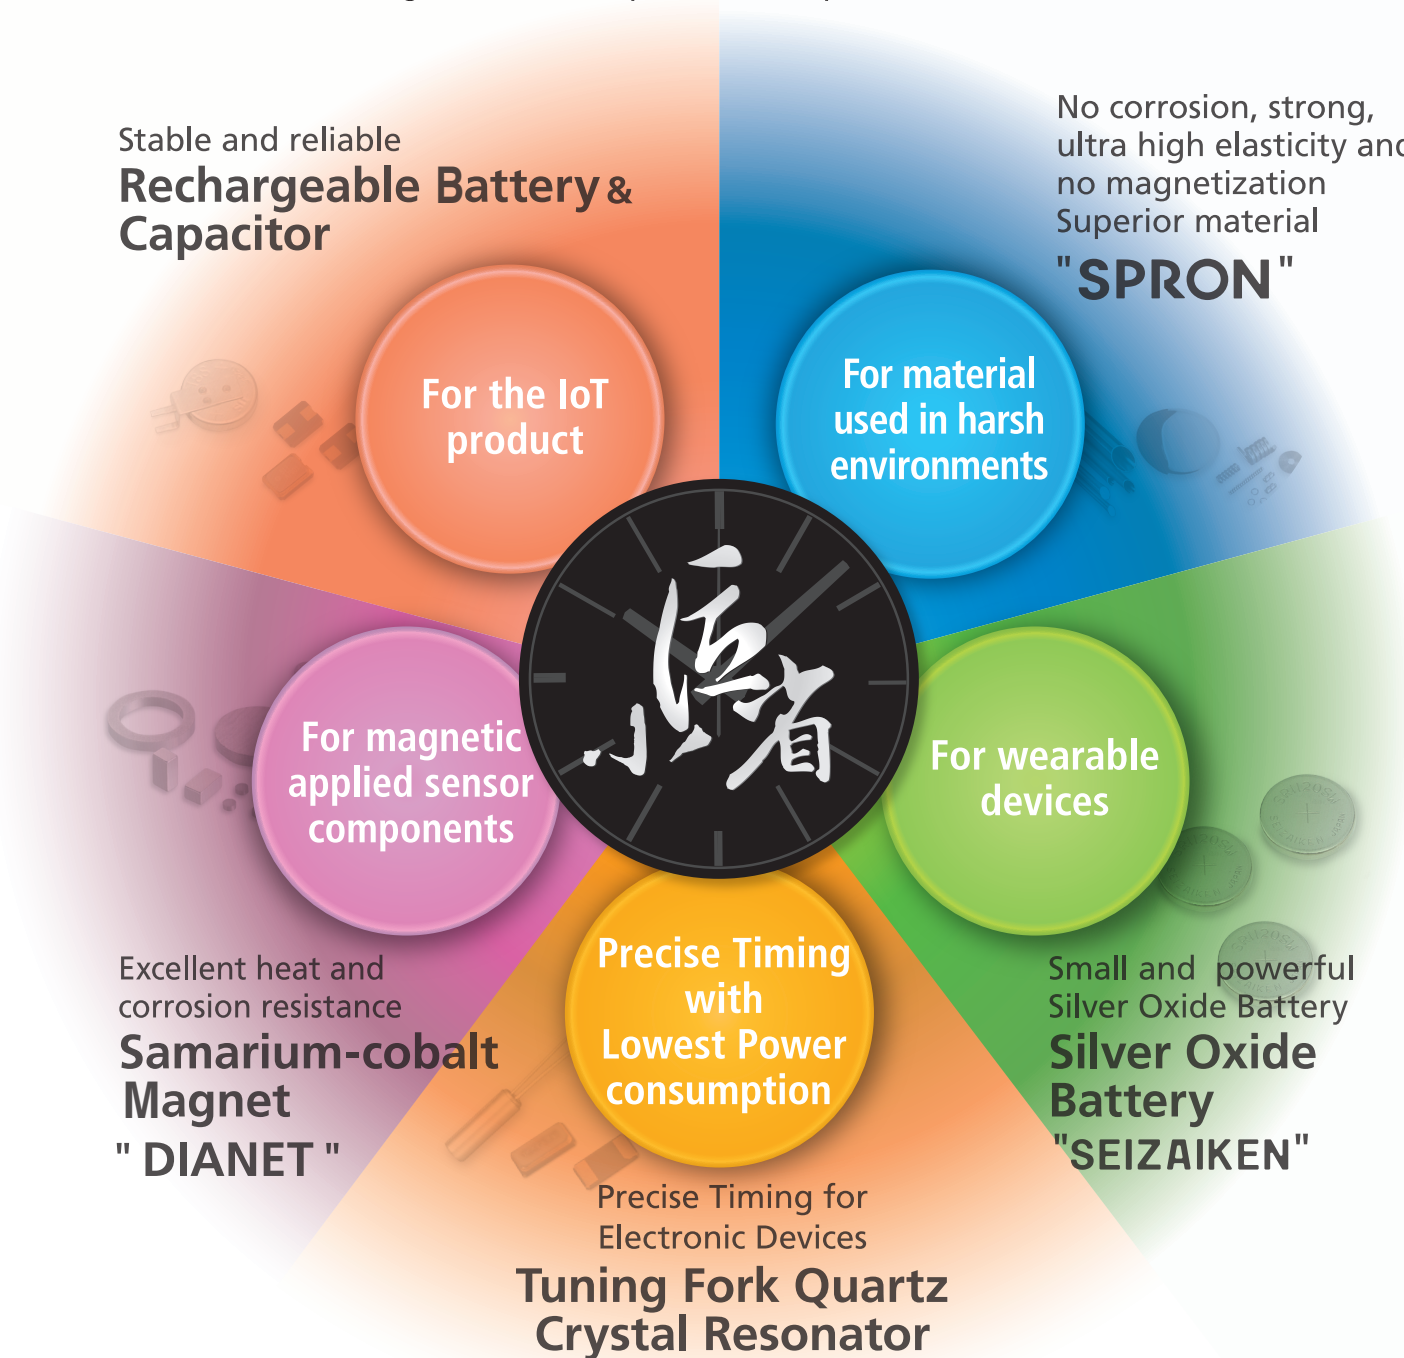 Stable and reliable
Rechargeable Battery &
Capacitor
No corrosion, strong,
ultra high elasticity and
no magnetization
Superior material
"SPRON"
For the IoT
product
For material
used in harsh
environments
小匠省
For magnetic
applied sensor
components
For wearable
devices
Precise Timing
with
Lowest Power
consumption
Excellent heat and
corrosion resistance
Samarium-cobalt
Magnet
" DIANET "
Small and powerful
Silver Oxide Battery
Silver Oxide
Battery
"SEIZAIKEN"
Precise Timing for
Electronic Devices
Tuning Fork Quartz
Crystal Resonator